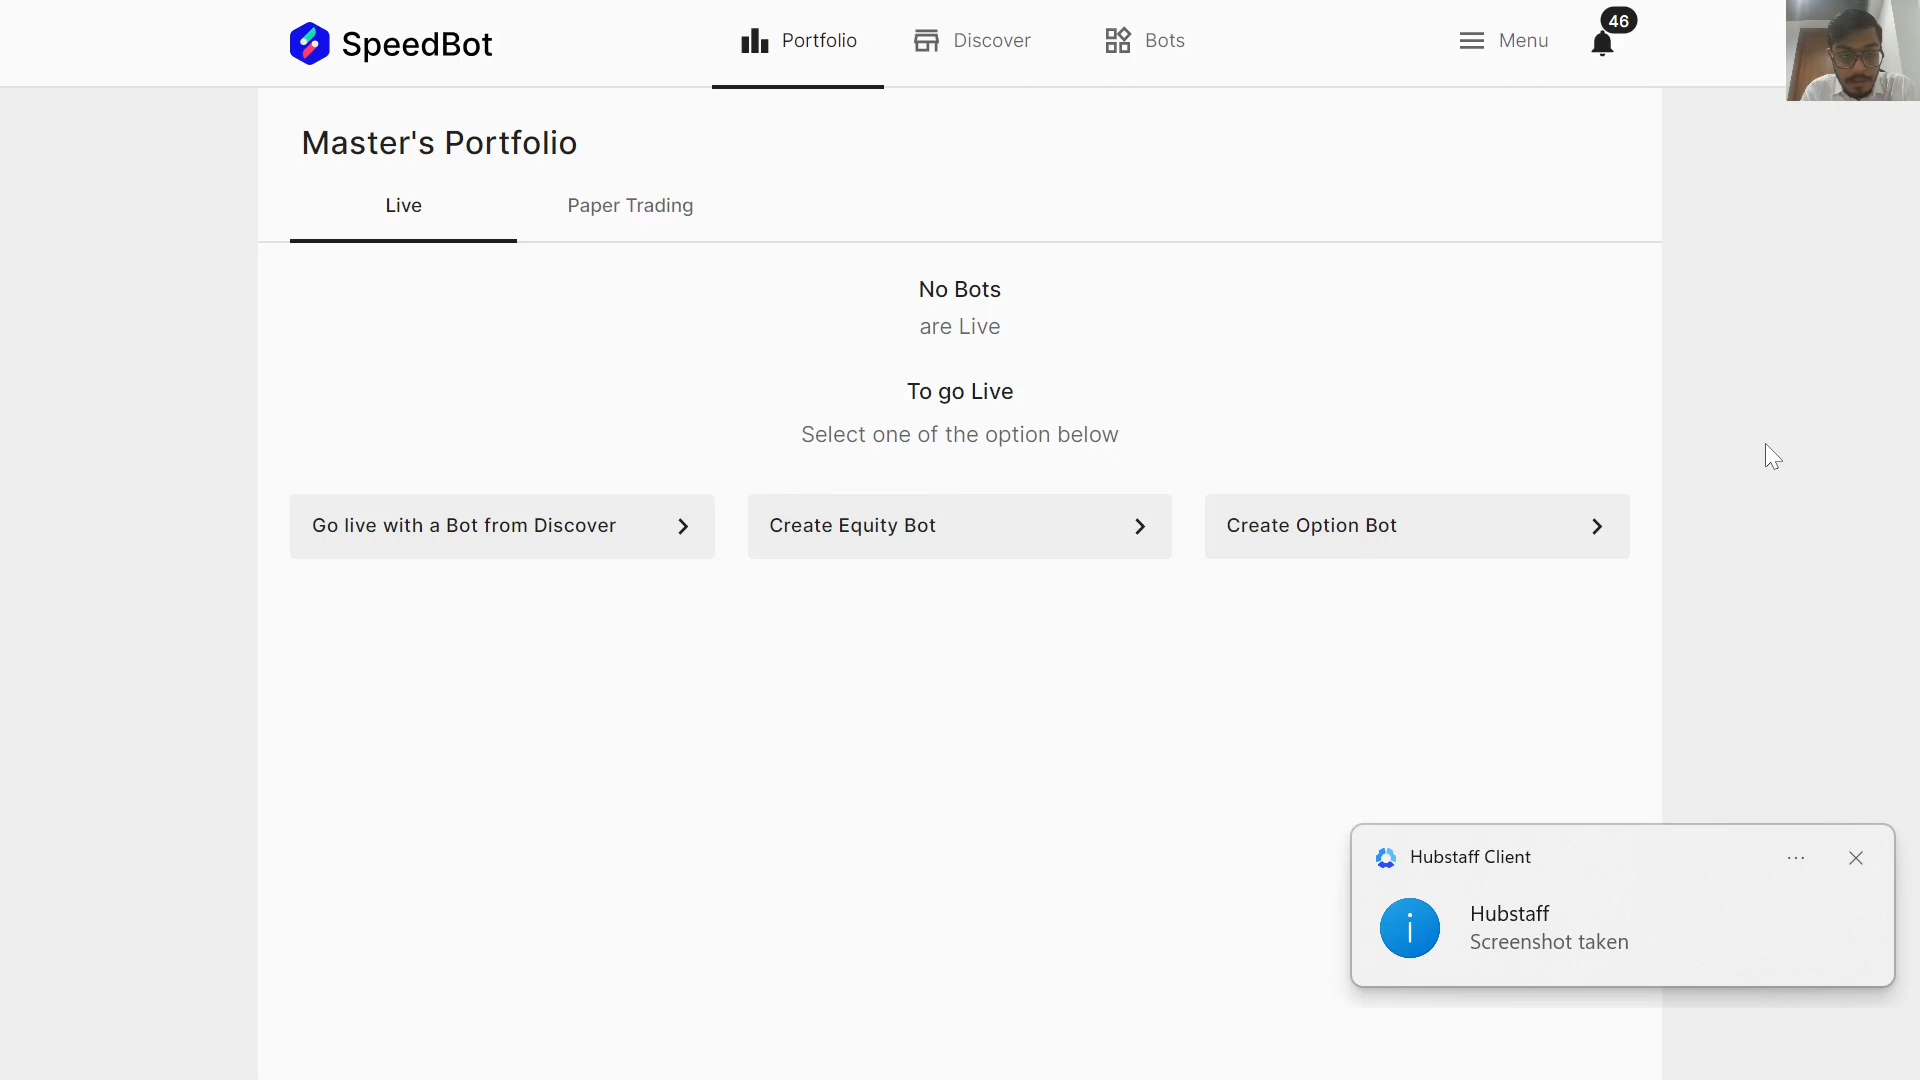 SpeedBot
Portfolio
Discover
Bots
Menu
46
Master's Portfolio
Live
Paper Trading
No Bots
are Live
To go Live
Select one of the option below
Go live with a Bot from Discover
Create Equity Bot
Create Option Bot
Hubstaff Client
Hubstaff
Screenshot taken